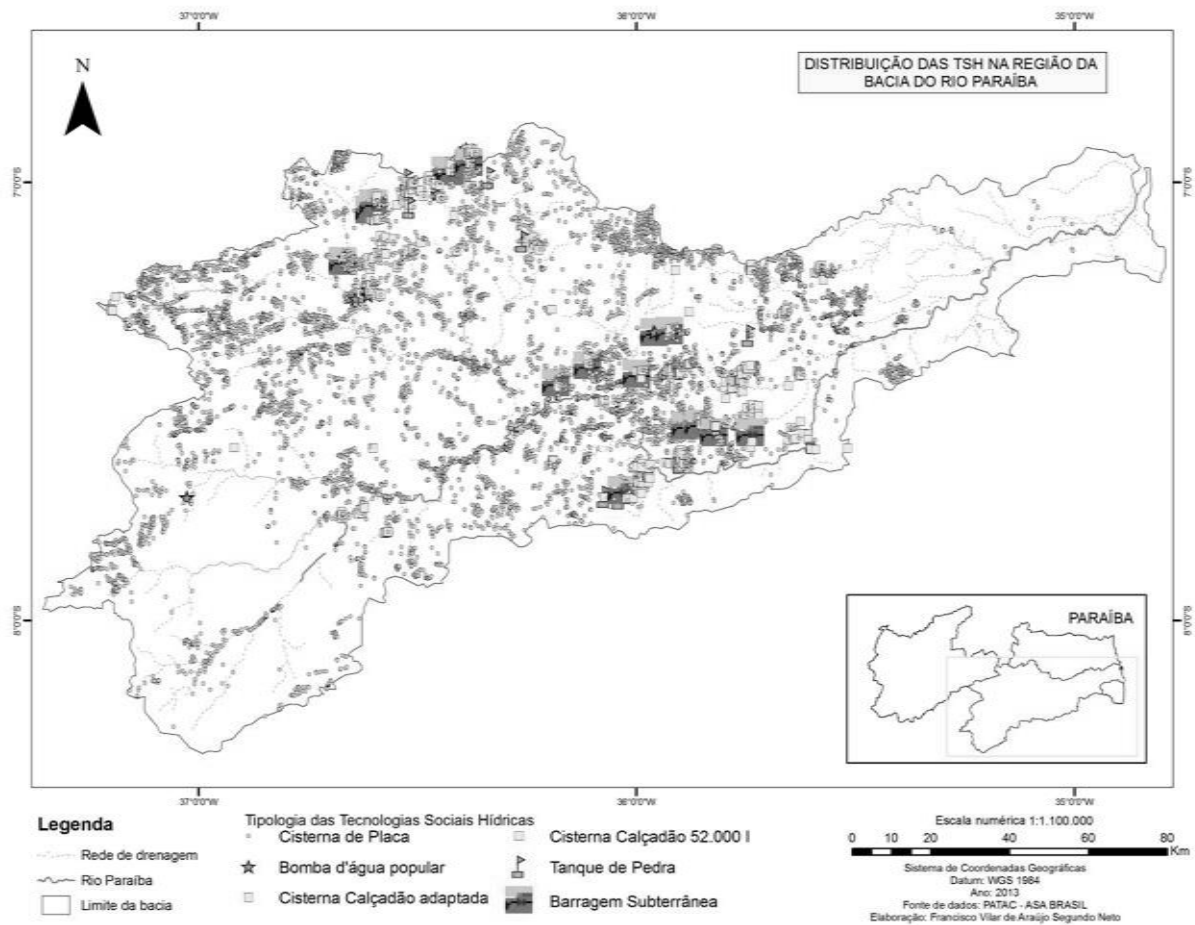 37°0'0"W
36°0'0"W
35°0'0"W
N
DISTRIBUIÇÃO DAS TSH NA REGIÃO DA
BACIA DO RIO PARAÍBA
7°0'0"S
7°0'0"S
8°0'0"S
8°0'0"S
PARAÍBA
37°0'0"W
36°0'0"W
35°0'0"W
Legenda
Rede de drenagem
Rio Paraíba
Limite da bacia
Tipologia das Tecnologias Sociais Hídricas
Cisterna de Placa
Bomba d'água popular
Cisterna Calçadão adaptada
Cisterna Calçadão 52.000 l
Tanque de Pedra
Barragem Subterrânea
Escala numérica 1:1.100.000
0 10 20 40 60 80
Km
Sistema de Coordenadas Geográficas
Datum: WGS 1984
Ano: 2013
Fonte de dados: PATAC - ASA BRASIL
Elaboração: Francisco Vilar de Araújo Segundo Neto